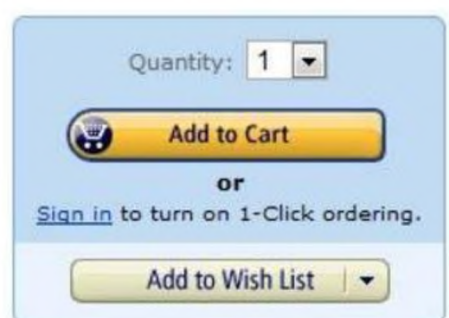 Quantity: 1
Add to Cart
or
Sign in to turn on 1-Click ordering.
Add to Wish List